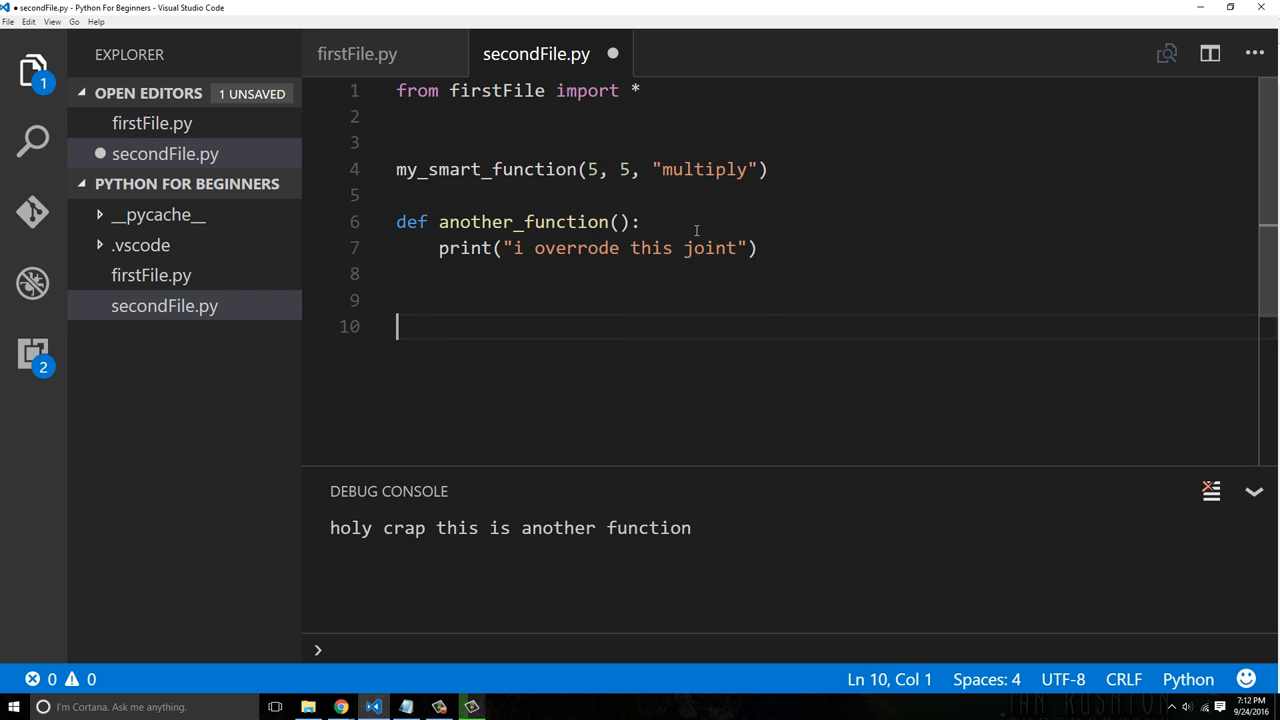 secondFile.py - Python For Beginners - Visual Studio Code
File Edit View Go Help
EXPLORER
OPEN EDITORS 1 UNSAVED
firstFile.py
secondFile.py
PYTHON FOR BEGINNERS
__pycache__
.vscode
firstFile.py
secondFile.py
1
2
firstFile.py secondFile.py
1 from firstFile import *
2
3
4 my_smart_function(5, 5, "multiply")
5
6 def another_function():
7 print("i overrode this joint")
8
9
10
DEBUG CONSOLE
holy crap this is another function
0 0
Ln 10, Col 1 Spaces: 4 UTF-8 CRLF Python
I'm Cortana. Ask me anything.
7:12 PM
9/24/2016